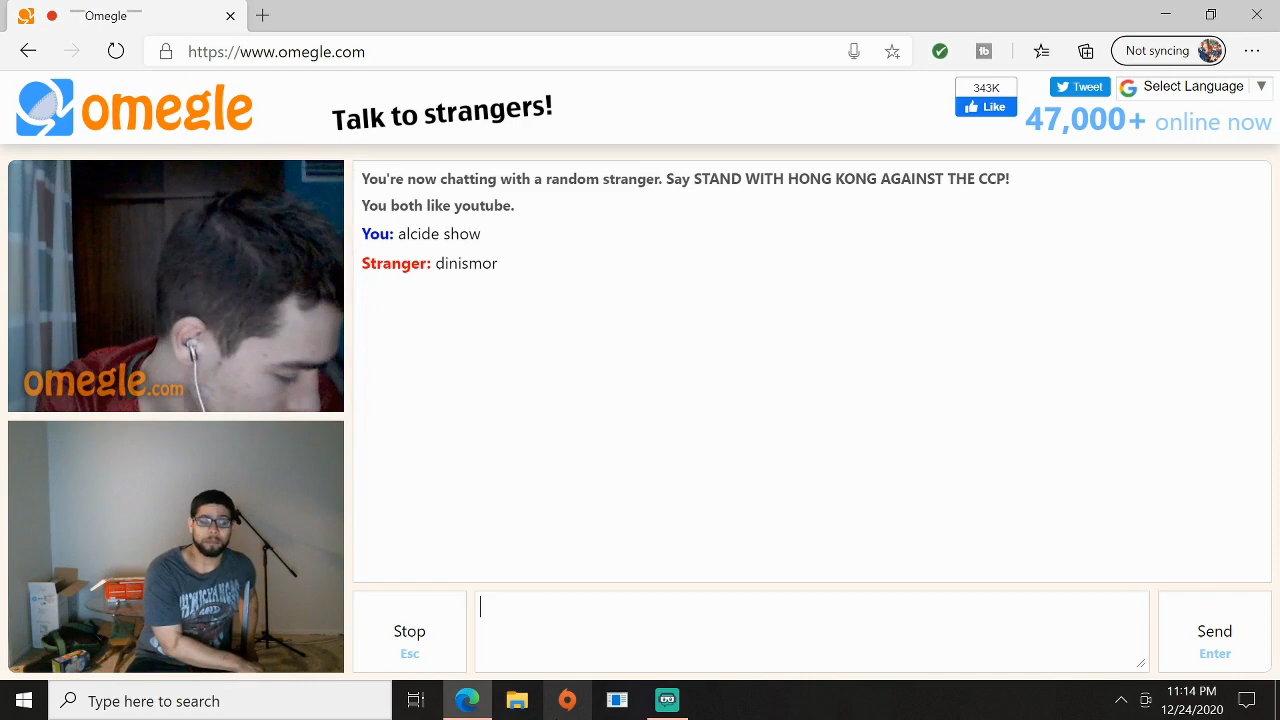 Omegle
https://www.omegle.com
Not syncing
omegle
Talk to strangers!
343K
Like
Tweet
Select Language
47,000+ online now
You're now chatting with a random stranger. Say STAND WITH HONG KONG AGAINST THE CCP!
You both like youtube.
You: alcide show
Stranger: dinismor
omegle.com
Stop
Esc
Send
Enter
Type here to search
11:14 PM
12/24/2020